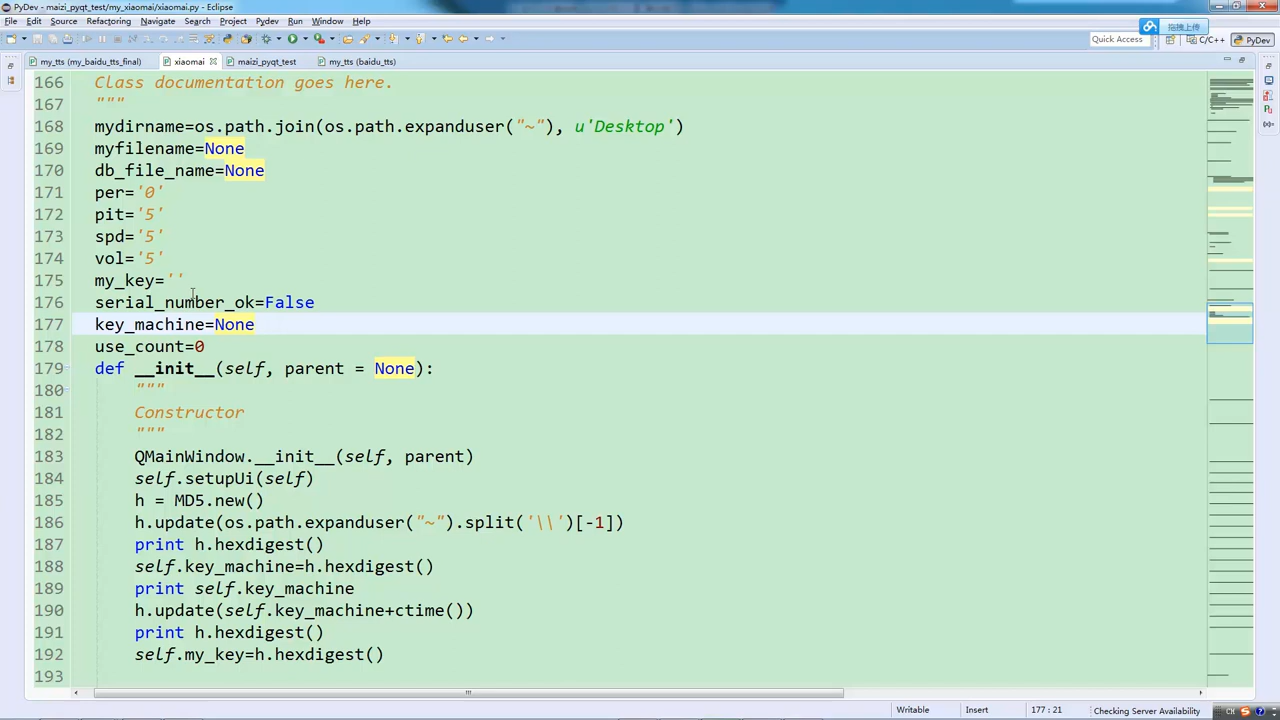 PyDev - maizi_pyqt_test/my_xiaomai/xiaomai.py - Eclipse
File Edit Source Refactoring Navigate Search Project Pydev Run Window Help
拖拽上传
Quick Access
C/C++
PyDev
my_tts (my_baidu_tts_final)
xiaomai
maizi_pyqt_test
my_tts (baidu_tts)
166 Class documentation goes here.
167 """
168 mydirname=os.path.join(os.path.expanduser("~"), u'Desktop')
169 myfilename=None
170 db_file_name=None
171 per='0'
172 pit='5'
173 spd='5'
174 vol='5'
175 my_key=''
176 serial_number_ok=False
177 key_machine=None
178 use_count=0
179 def __init__(self, parent = None):
180 """
181 Constructor
182 """
183 QMainWindow.__init__(self, parent)
184 self.setupUi(self)
185 h = MD5.new()
186 h.update(os.path.expanduser("~").split('\\')[-1])
187 print h.hexdigest()
188 self.key_machine=h.hexdigest()
189 print self.key_machine
190 h.update(self.key_machine+ctime())
191 print h.hexdigest()
192 self.my_key=h.hexdigest()
193
Writable
Insert
177 : 21
Checking Server Availability
CH